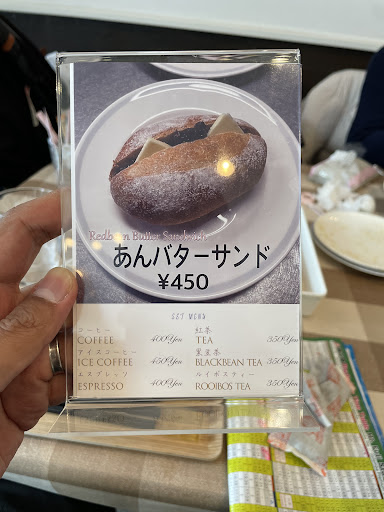 Redbean Butter Sandwich
あんバターサンド
¥450
SET MENU
コーヒー
COFFEE 400Yen
アイスコーヒー
ICE COFFEE 450Yen
エスプレッソ
ESPRESSO 400Yen
紅茶
TEA 350Yen
黒豆茶
BLACKBEAN TEA 350Yen
ルイボスティー
ROOIBOS TEA 350Yen